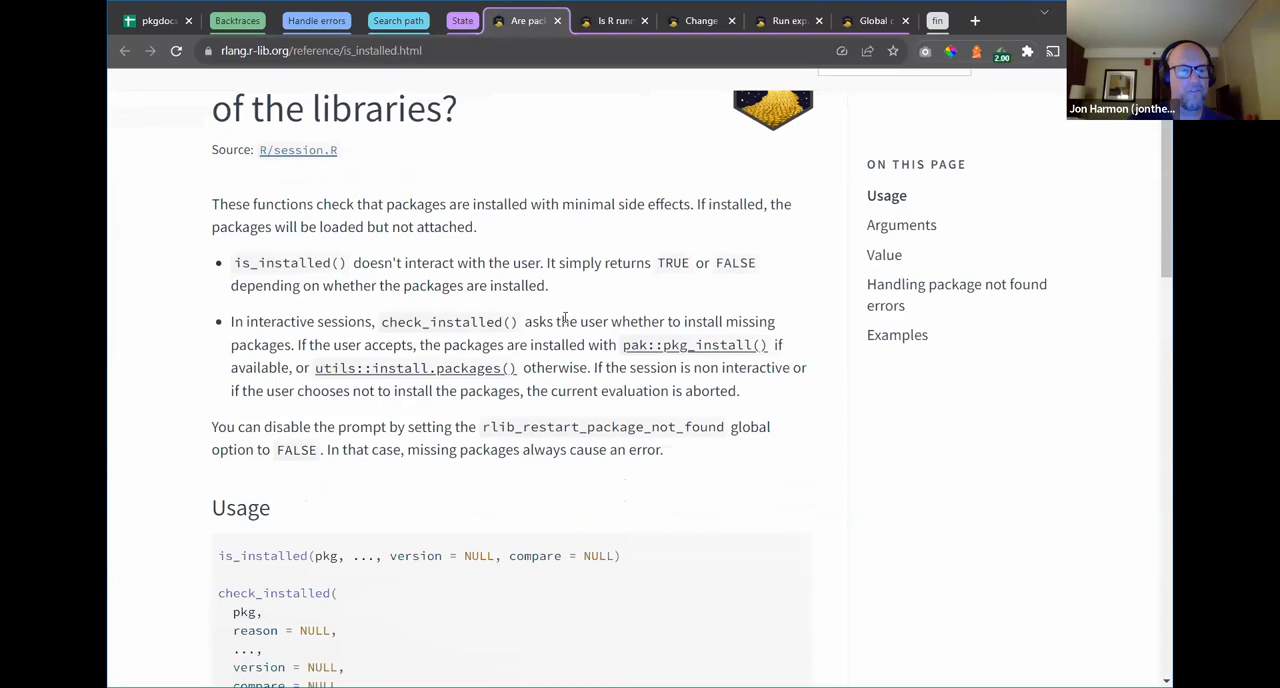 pkgdocs
Backtraces
Handle errors
Search path
State
Are pack
Is R runn
Change
Run exp
Global c
fin
rlang.r-lib.org/reference/is_installed.html
2.00
Jon Harmon (jonthe...
of the libraries?
Source: R/session.R
These functions check that packages are installed with minimal side effects. If installed, the
packages will be loaded but not attached.
is_installed() doesn't interact with the user. It simply returns TRUE or FALSE
depending on whether the packages are installed.
In interactive sessions, check_installed() asks the user whether to install missing
packages. If the user accepts, the packages are installed with pak::pkg_install() if
available, or utils::install.packages() otherwise. If the session is non interactive or
if the user chooses not to install the packages, the current evaluation is aborted.
You can disable the prompt by setting the rlib_restart_package_not_found global
option to FALSE. In that case, missing packages always cause an error.
Usage
is_installed(pkg, ..., version = NULL, compare = NULL)
check_installed(
pkg,
reason = NULL,
...,
version = NULL,
compare = NULL
ON THIS PAGE
Usage
Arguments
Value
Handling package not found
errors
Examples